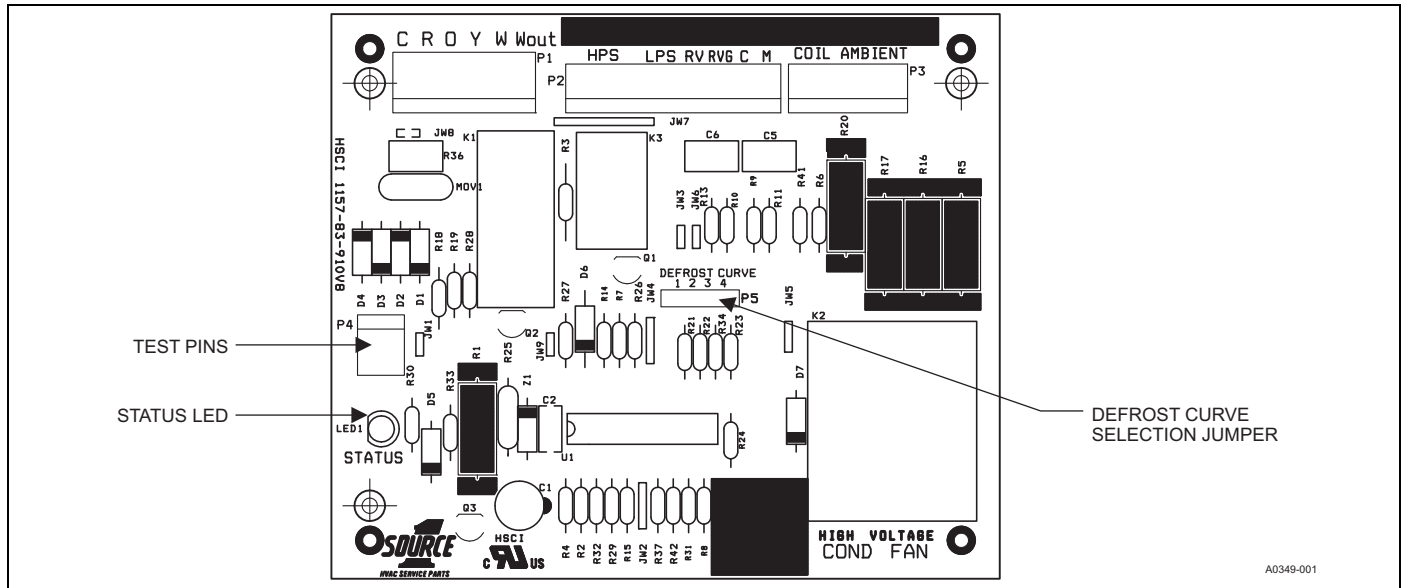 C R O Y W Wout
P1
HPS LPS RV RVG C M
P2
COIL AMBIENT
P3
JW7
JW8
R36
MOV1
K1
R3
K3
C6
C5
R20
R17
R16
R5
HSCI 1157-83-910VB
JW3
JW6
R13
R10
R9
R11
R41
R6
R18
R19
R28
Q1
D6
DEFROST CURVE
1 2 3 4
P5
D4
D3
D2
D1
R27
R14
R7
R26
JW4
JW5
K2
P4
JW1
Q2
JW9
R21
R22
R34
R23
TEST PINS
R30
R1
R25
D7
D5
R33
Z1
C2
STATUS LED
LED1
STATUS
DEFROST CURVE
SELECTION JUMPER
U1
R24
Q3
C1
HSCI
C UR US
R4
R2
R32
R29
R15
JW2
R37
R42
R31
R8
SOURCE 1
HVAC SERVICE PARTS
HIGH VOLTAGE
COND FAN
A0349-001